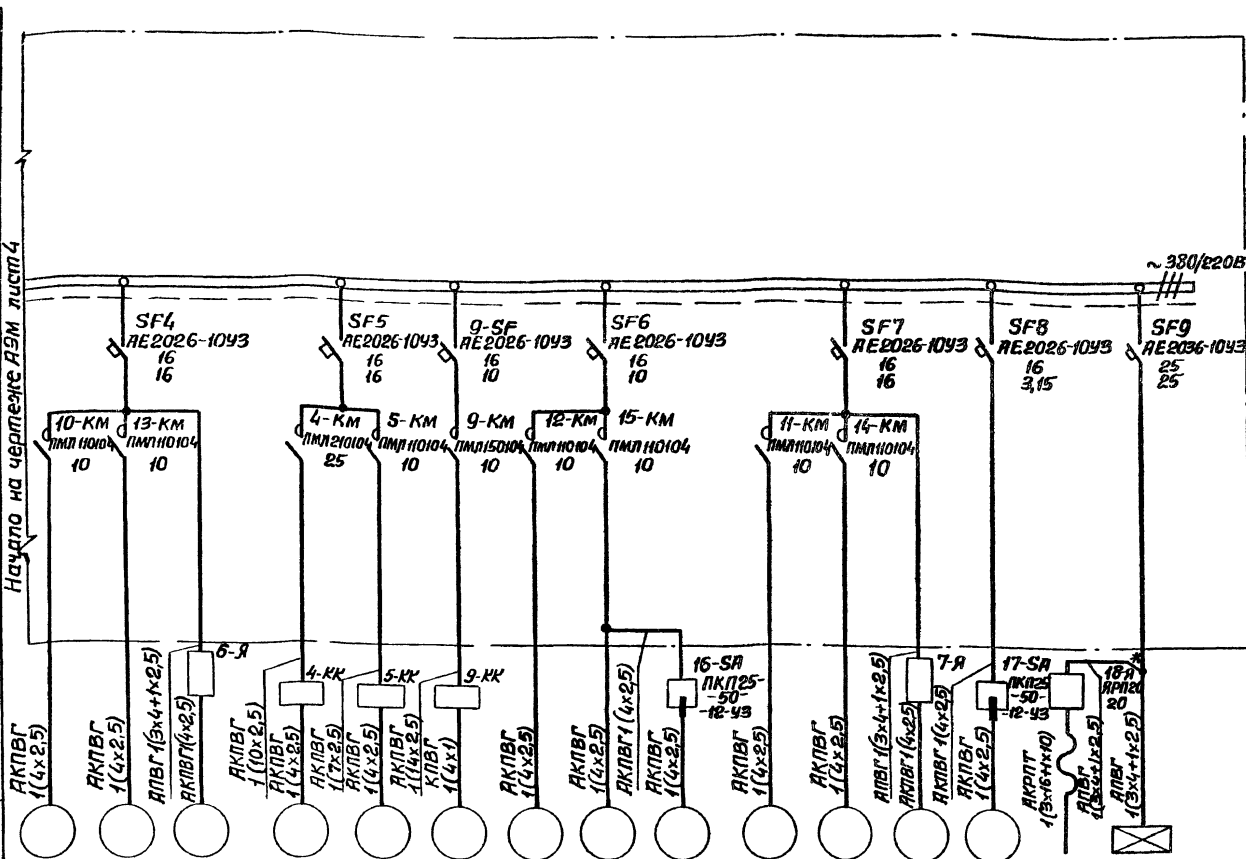 Начало на чертеже АЭМ лист 4
~ 380/220В
SF4
АЕ2026-10У3
16
16
SF5
АЕ2026-10У3
16
16
9-SF
АЕ2026-10У3
16
10
SF6
АЕ2026-10У3
16
10
SF7
АЕ2026-10У3
16
16
SF8
АЕ2026-10У3
16
3,15
SF9
АЕ2036-10У3
25
25
10-КМ
ПМЛ110104
10
13-КМ
ПМЛ110104
10
4-КМ
ПМЛ210104
25
5-КМ
ПМЛ110104
10
9-КМ
ПМЛ150104
10
12-КМ
ПМЛ110104
10
15-КМ
ПМЛ110104
10
11-КМ
ПМЛ110104
10
14-КМ
ПМЛ110104
10
6-Я
4-КК
5-КК
9-КК
16-SA
ПКП25-
-50-
-12-У3
7-Я
17-SA
ПКП25
-50-
-12-У3
*
18-Я
ЯРП20
20
АКПВГ
1(4х2,5)
АКПВГ
1(4х2,5)
АПВГ 1(3х4+1х2,5)
АКПВГ1(4х2,5)
АКПВГ
1(10х2,5)
АКПВГ
1(4х2,5)
АКПВГ
1(7х2,5)
АКПВГ
1(4х2,5)
АКПВГ
1(14х2,5)
КПВГ
1(4х1)
АКПВГ
1(4х2,5)
АКПВГ
1(4х2,5)
АКПВГ1(4х2,5)
АКПВГ
1(4х2,5)
АКПВГ
1(4х2,5)
АПВГ1(3х4+1х2,5)
АКПВГ1(4х2,5)
АКПВГ1(4х2,5)
АКПВГ
1(4х2,5)
АКРПТ
1(3х16+1х10)
АПВГ
1(3х4+1х2,5)
АПВГ
1(3х4+1х2,5)